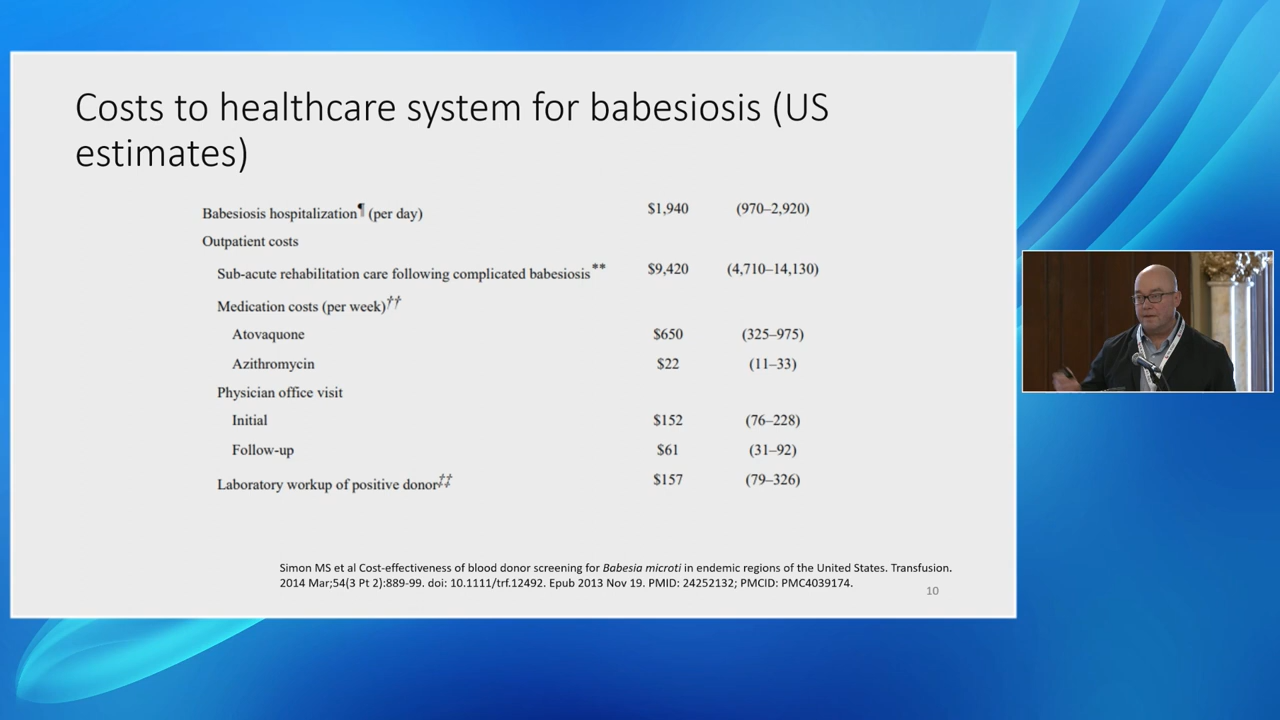 Costs to healthcare system for babesiosis (US
estimates)
Babesiosis hospitalization¶ (per day) $1,940 (970–2,920)
Outpatient costs
Sub-acute rehabilitation care following complicated babesiosis** $9,420 (4,710–14,130)
Medication costs (per week)††
Atovaquone $650 (325–975)
Azithromycin $22 (11–33)
Physician office visit
Initial $152 (76–228)
Follow-up $61 (31–92)
Laboratory workup of positive donor‡‡ $157 (79–326)
Simon MS et al Cost-effectiveness of blood donor screening for Babesia microti in endemic regions of the United States. Transfusion.
2014 Mar;54(3 Pt 2):889-99. doi: 10.1111/trf.12492. Epub 2013 Nov 19. PMID: 24252132; PMCID: PMC4039174.
10